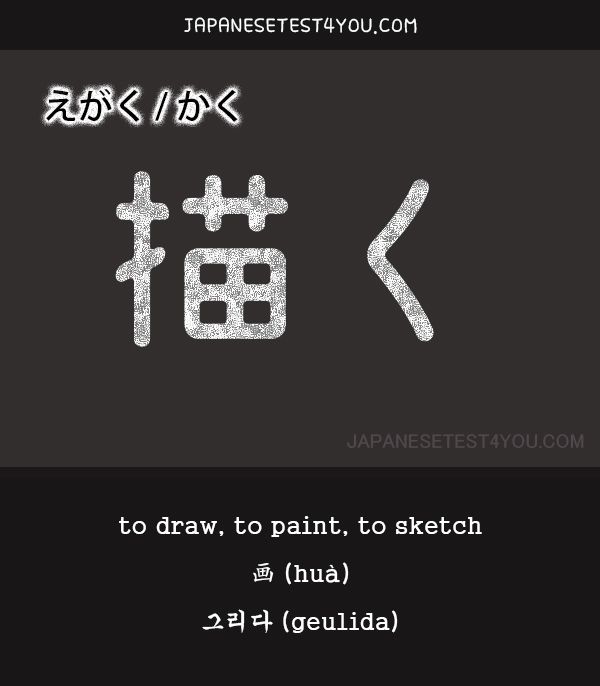 JAPANESETEST4YOU.COM
えがく / かく
描く
JAPANESETEST4YOU.COM
to draw, to paint, to sketch
画 (huà)
그리다 (geulida)